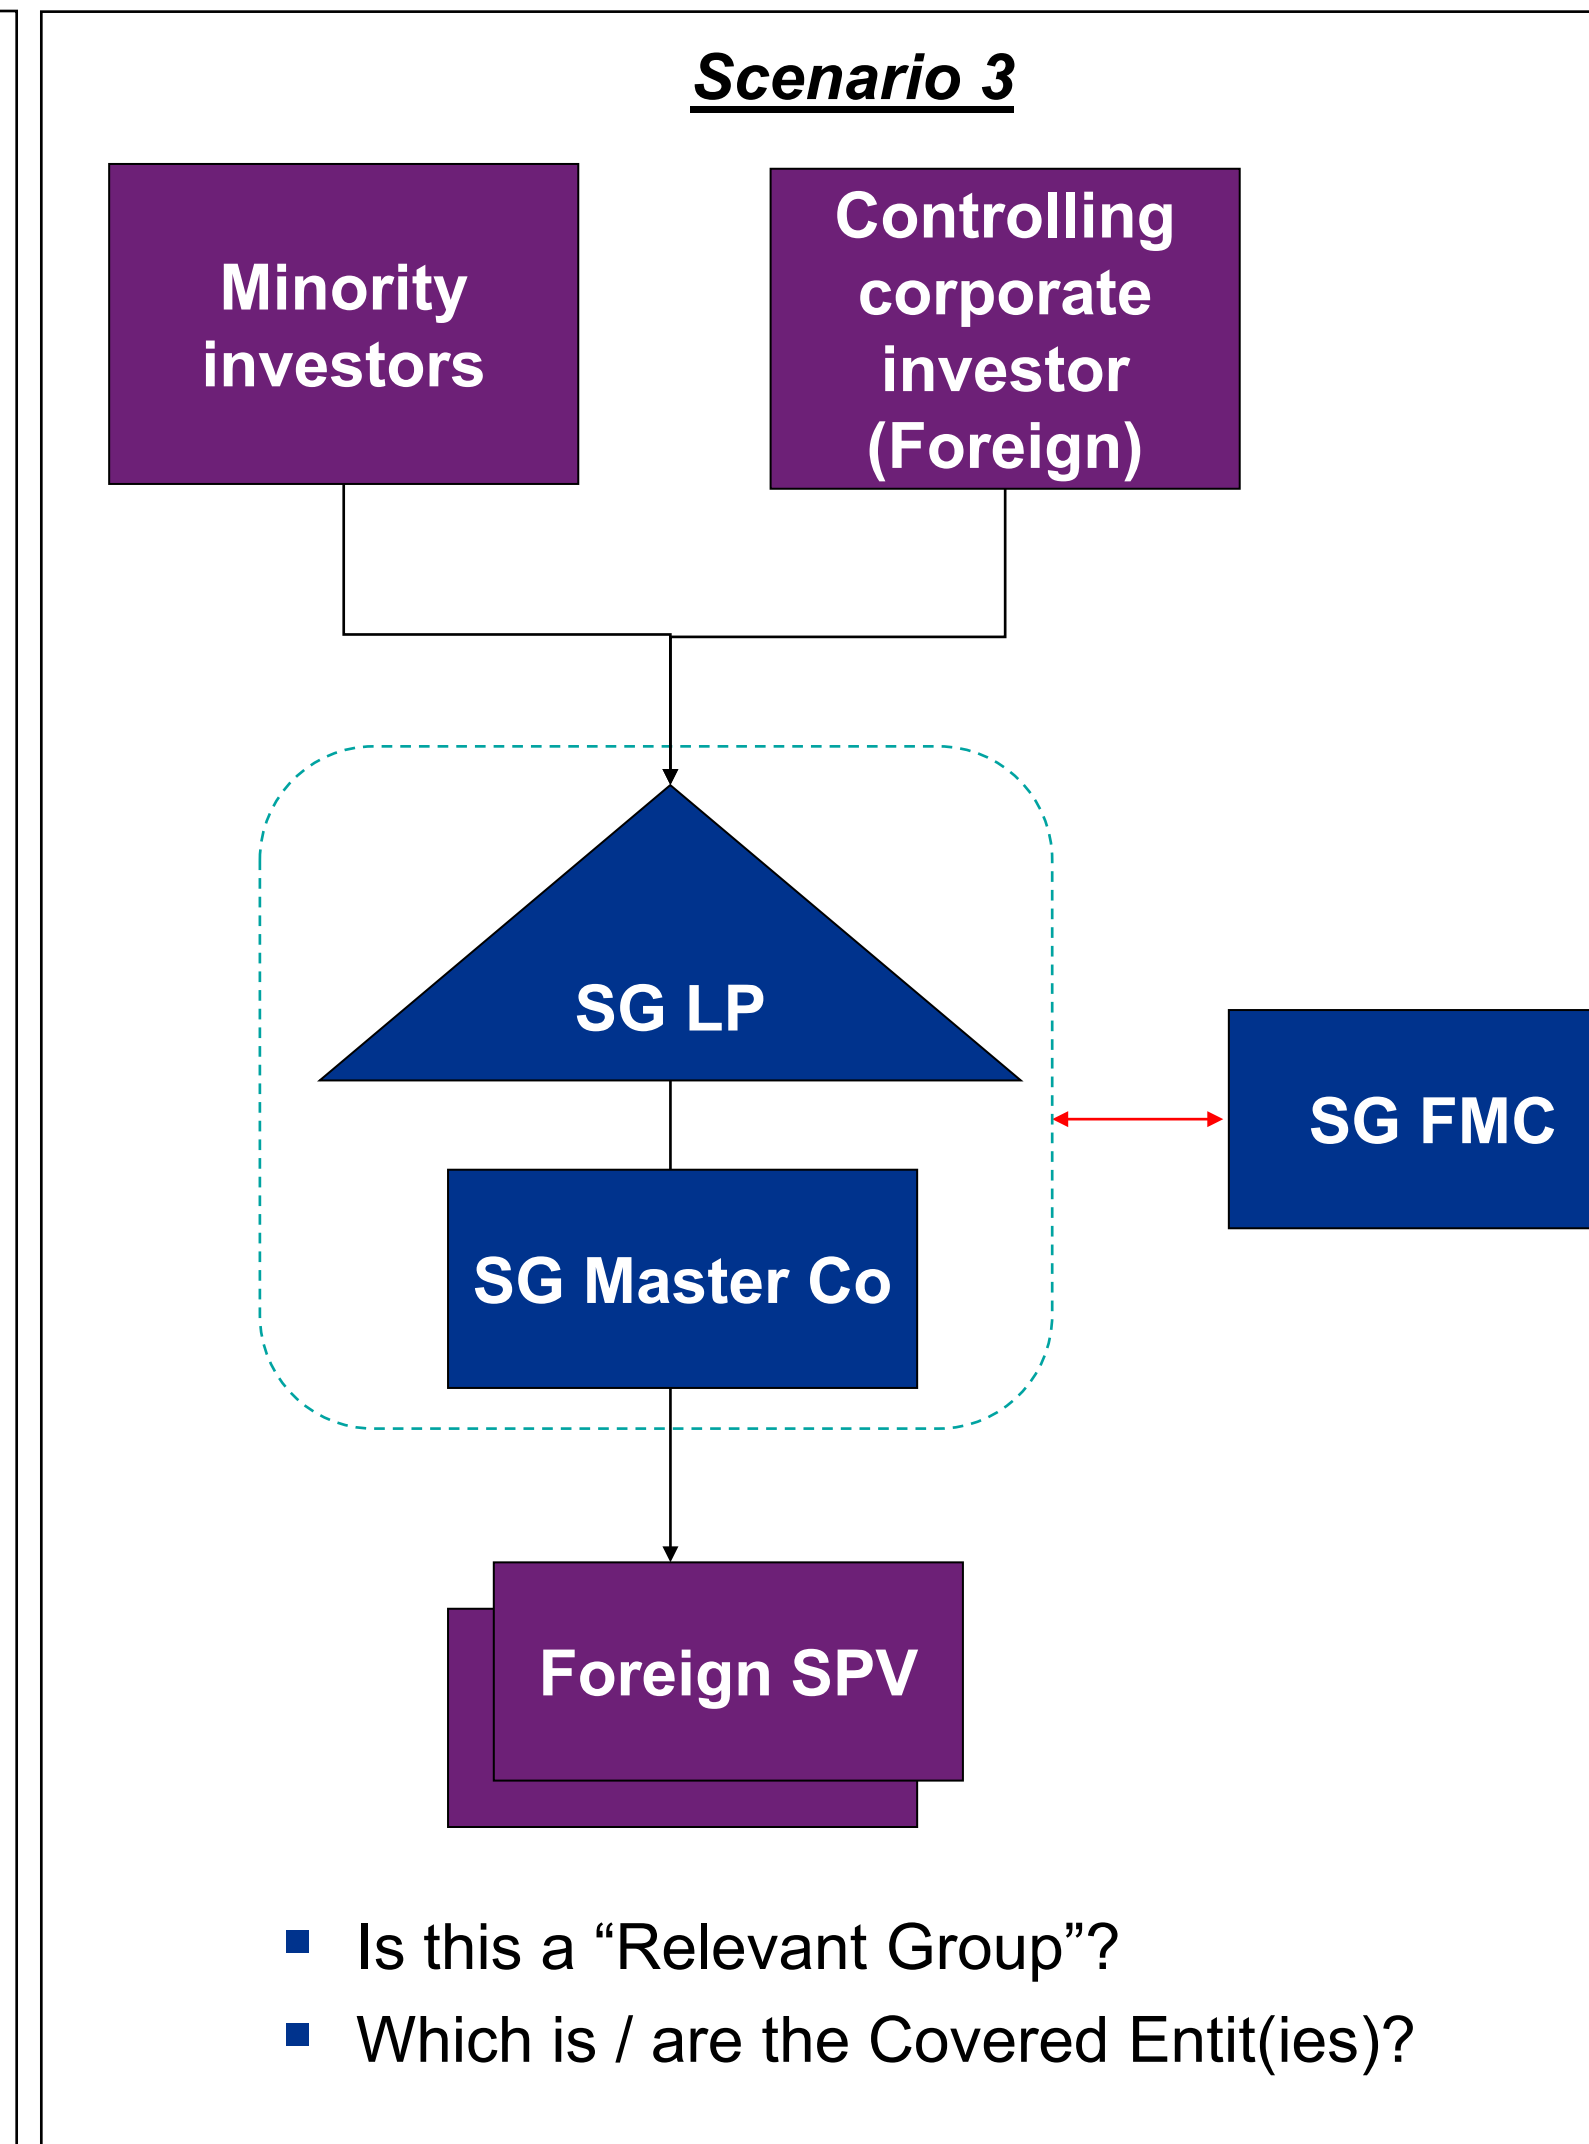 Scenario 3
Minority
investors
Controlling
corporate
investor
(Foreign)
SG LP
SG FMC
SG Master Co
Foreign SPV
Is this a “Relevant Group”?
Which is / are the Covered Entit(ies)?